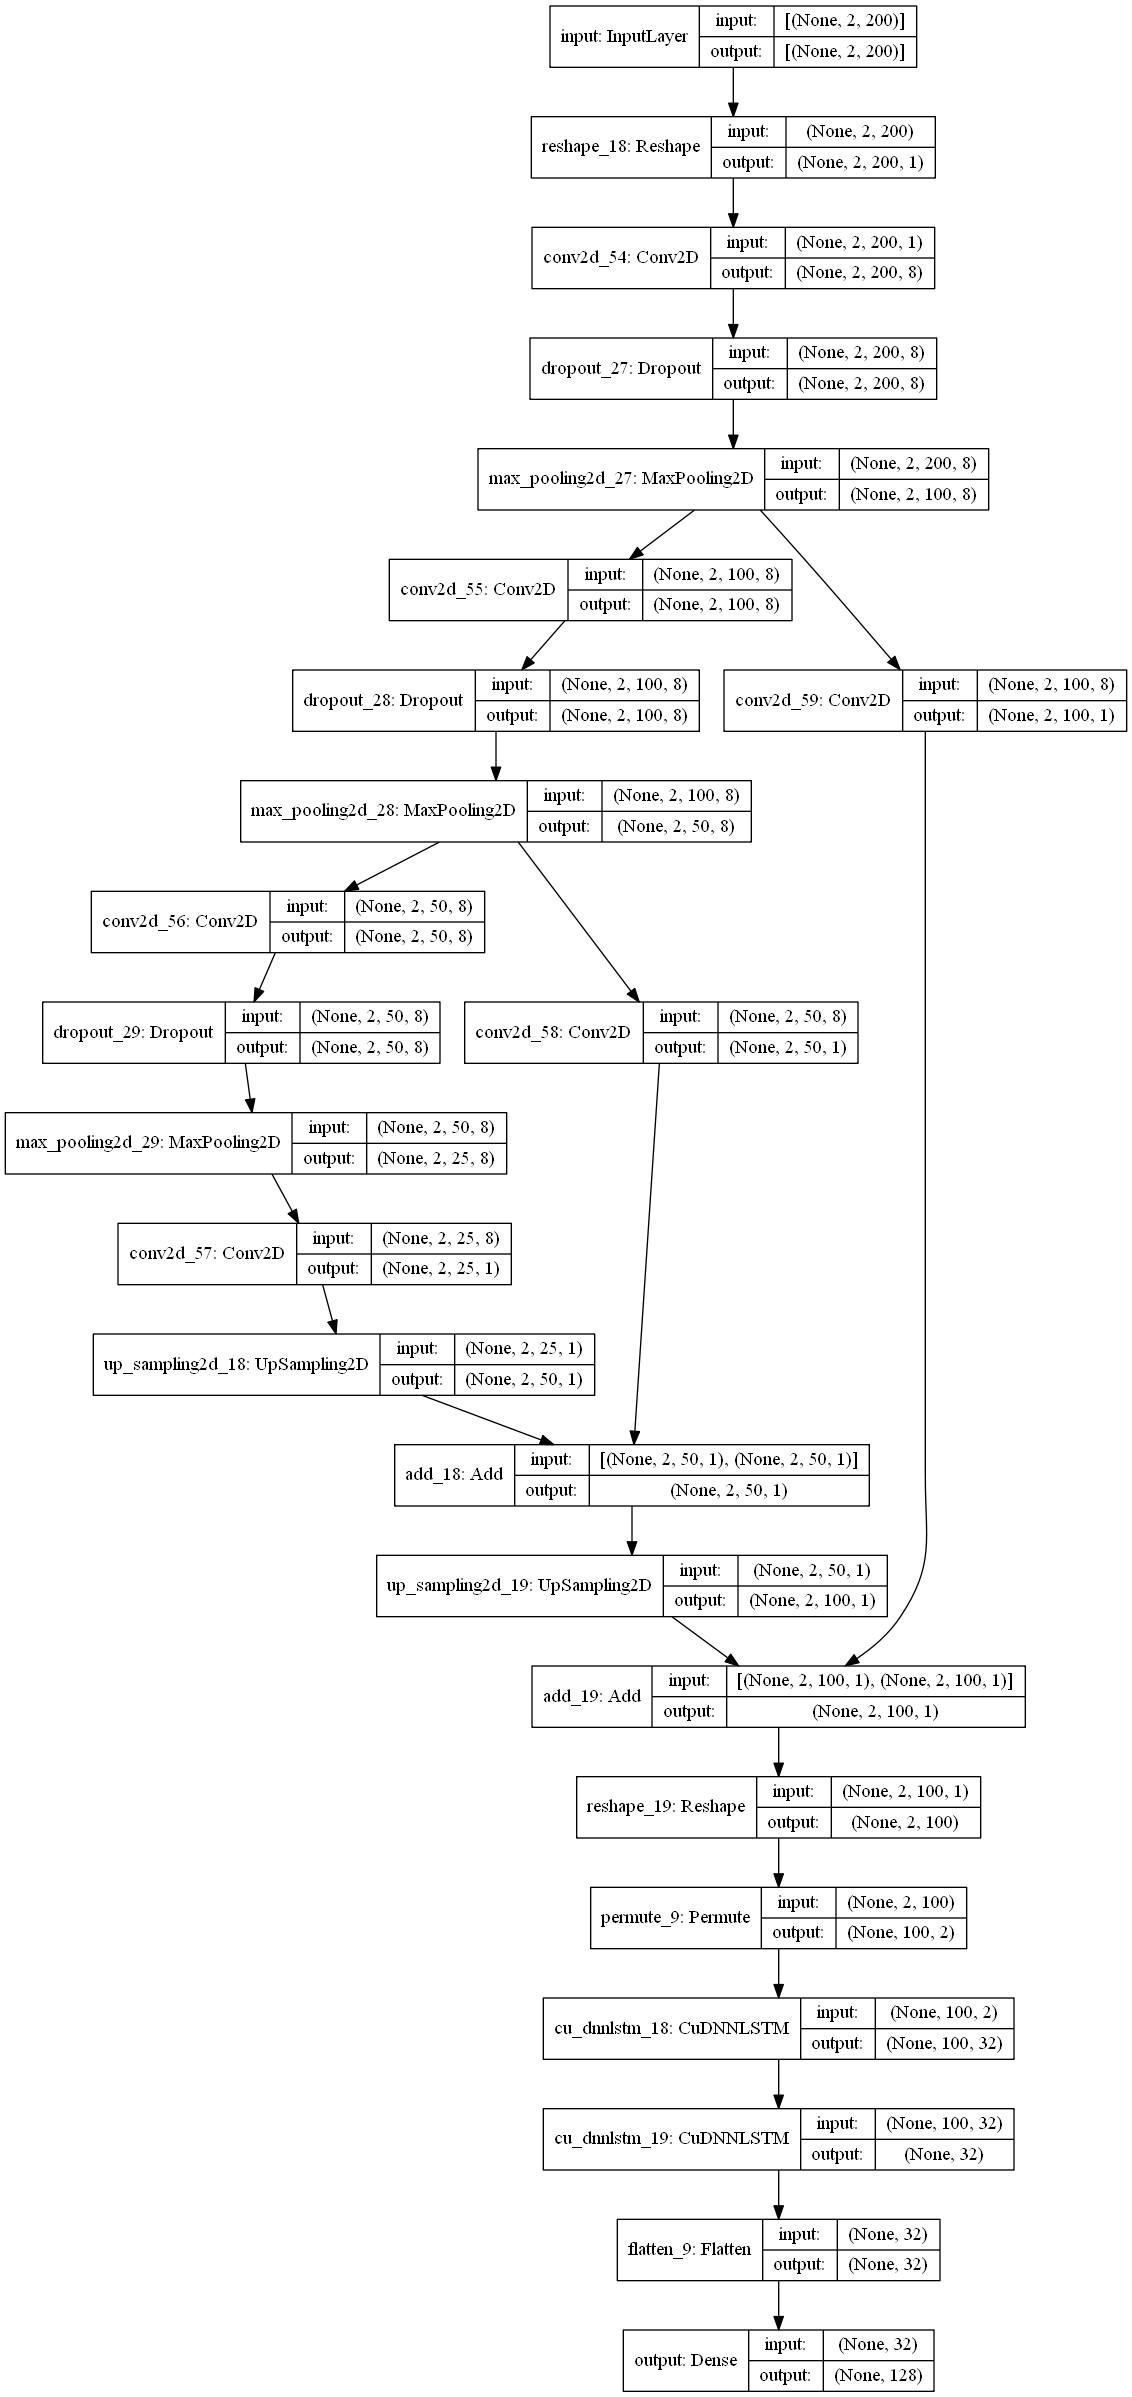 input: InputLayer
input: [(None, 2, 200)]
output: [(None, 2, 200)]
reshape_18: Reshape
input: (None, 2, 200)
output: (None, 2, 200, 1)
conv2d_54: Conv2D
input: (None, 2, 200, 1)
output: (None, 2, 200, 8)
dropout_27: Dropout
input: (None, 2, 200, 8)
output: (None, 2, 200, 8)
max_pooling2d_27: MaxPooling2D
input: (None, 2, 200, 8)
output: (None, 2, 100, 8)
conv2d_55: Conv2D
input: (None, 2, 100, 8)
output: (None, 2, 100, 8)
dropout_28: Dropout
input: (None, 2, 100, 8)
output: (None, 2, 100, 8)
conv2d_59: Conv2D
input: (None, 2, 100, 8)
output: (None, 2, 100, 1)
max_pooling2d_28: MaxPooling2D
input: (None, 2, 100, 8)
output: (None, 2, 50, 8)
conv2d_56: Conv2D
input: (None, 2, 50, 8)
output: (None, 2, 50, 8)
dropout_29: Dropout
input: (None, 2, 50, 8)
output: (None, 2, 50, 8)
conv2d_58: Conv2D
input: (None, 2, 50, 8)
output: (None, 2, 50, 1)
max_pooling2d_29: MaxPooling2D
input: (None, 2, 50, 8)
output: (None, 2, 25, 8)
conv2d_57: Conv2D
input: (None, 2, 25, 8)
output: (None, 2, 25, 1)
up_sampling2d_18: UpSampling2D
input: (None, 2, 25, 1)
output: (None, 2, 50, 1)
add_18: Add
input: [(None, 2, 50, 1), (None, 2, 50, 1)]
output: (None, 2, 50, 1)
up_sampling2d_19: UpSampling2D
input: (None, 2, 50, 1)
output: (None, 2, 100, 1)
add_19: Add
input: [(None, 2, 100, 1), (None, 2, 100, 1)]
output: (None, 2, 100, 1)
reshape_19: Reshape
input: (None, 2, 100, 1)
output: (None, 2, 100)
permute_9: Permute
input: (None, 2, 100)
output: (None, 100, 2)
cu_dnnlstm_18: CuDNNLSTM
input: (None, 100, 2)
output: (None, 100, 32)
cu_dnnlstm_19: CuDNNLSTM
input: (None, 100, 32)
output: (None, 32)
flatten_9: Flatten
input: (None, 32)
output: (None, 32)
output: Dense
input: (None, 32)
output: (None, 128)